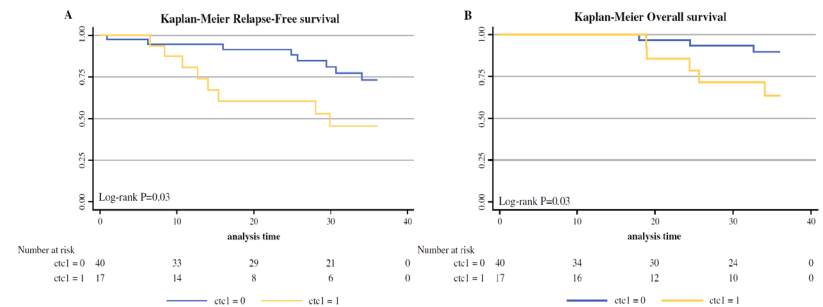 A
Kaplan-Meier Relapse-Free survival
1.00
0.75
0.50
0.25
0.00
Log-rank P=0.03
0 10 20 30 40
analysis time
Number at risk
ctc1 = 0 40 33 29 21 0
ctc1 = 1 17 14 8 6 0
ctc1 = 0 ctc1 = 1
B
Kaplan-Meier Overall survival
1.00
0.75
0.50
0.25
0.00
Log-rank P=0.03
0 10 20 30 40
analysis time
Number at risk
ctc1 = 0 40 34 30 24 0
ctc1 = 1 17 16 12 10 0
ctc1 = 0 ctc1 = 1